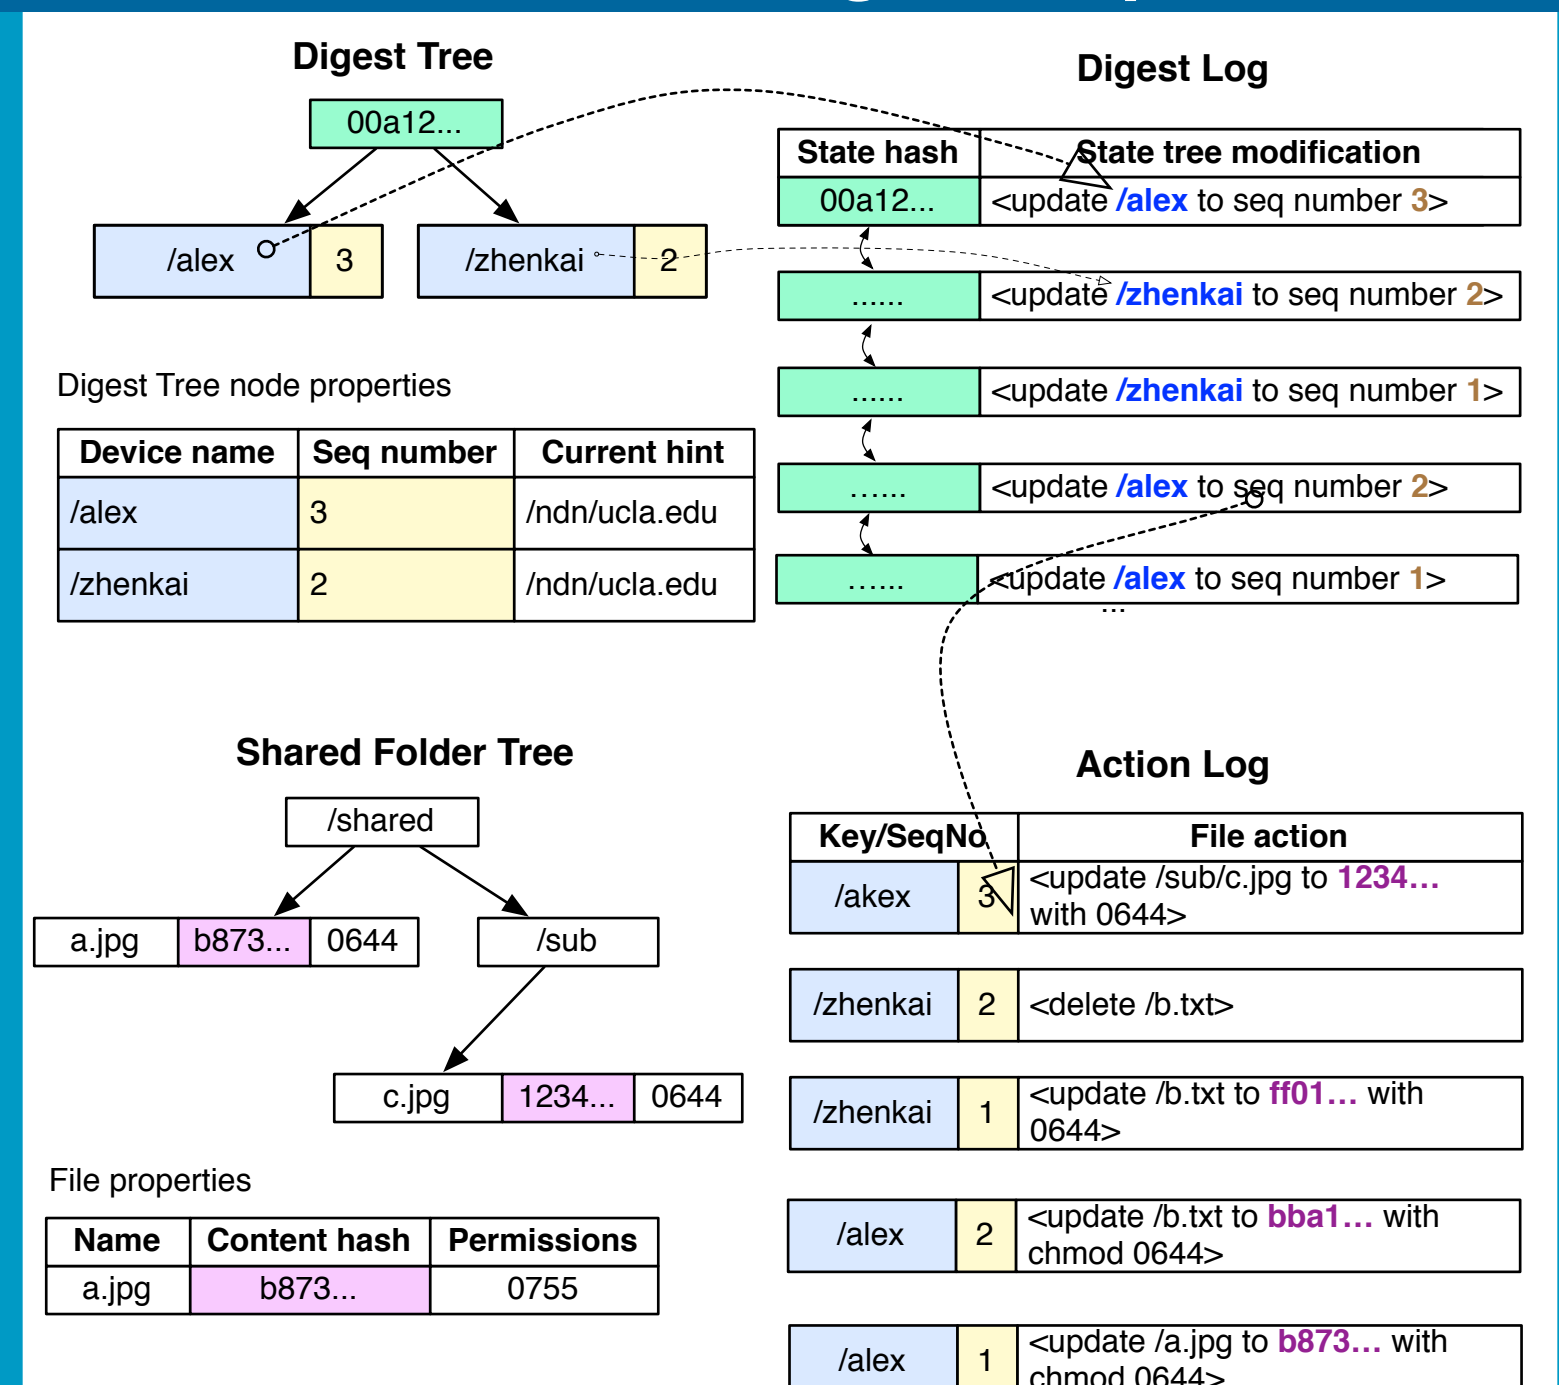 Digest Tree
00a12...
/alex 3
/zhenkai 2
Digest Tree node properties
Device name Seq number Current hint
/alex 3 /ndn/ucla.edu
/zhenkai 2 /ndn/ucla.edu
Digest Log
State hash State tree modification
00a12... <update /alex to seq number 3>
...... <update /zhenkai to seq number 2>
...... <update /zhenkai to seq number 1>
…... <update /alex to seq number 2>
…... <update /alex to seq number 1>
...
Shared Folder Tree
/shared
a.jpg b873... 0644
/sub
c.jpg 1234... 0644
File properties
Name Content hash Permissions
a.jpg b873... 0755
Action Log
Key/SeqNo File action
/akex 3 <update /sub/c.jpg to 1234…
with 0644>
/zhenkai 2 <delete /b.txt>
/zhenkai 1 <update /b.txt to ff01… with
0644>
/alex 2 <update /b.txt to bba1… with
chmod 0644>
/alex 1 <update /a.jpg to b873… with
chmod 0644>